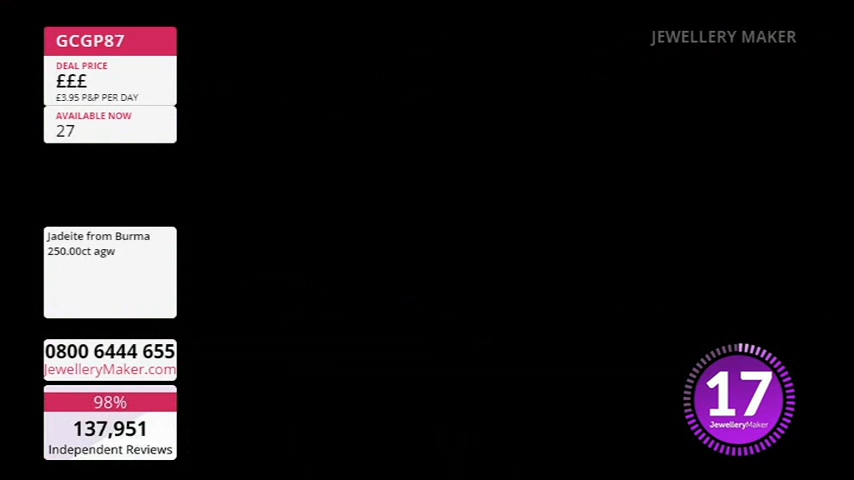 GCGP87
DEAL PRICE
£££
£3.95 P&P PER DAY
AVAILABLE NOW
27
JEWELLERY MAKER
Jadeite from Burma
250.00ct agw
0800 6444 655
JewelleryMaker.com
98%
137,951
Independent Reviews
17
JewelleryMaker